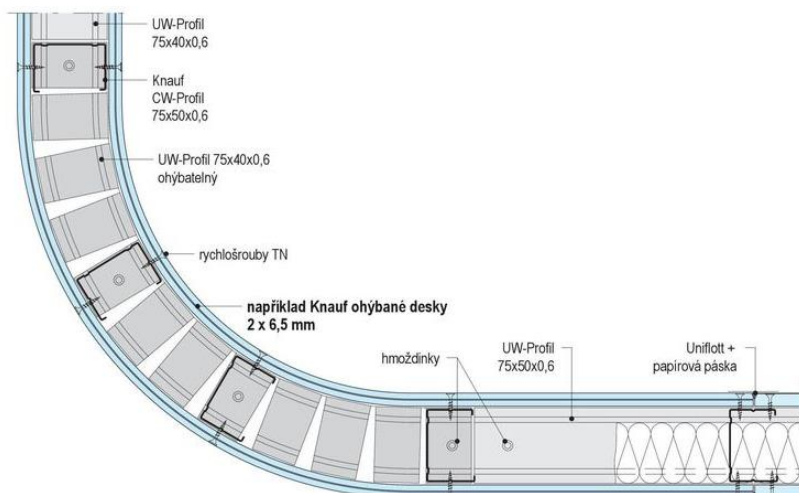 UW-Profil
75x40x0,6
Knauf
CW-Profil
75x50x0,6
UW-Profil 75x40x0,6
ohýbatelný
rychlošrouby TN
například Knauf ohýbané desky
2 x 6,5 mm
hmoždinky
UW-Profil
75x50x0,6
Uniflott +
papírová páska